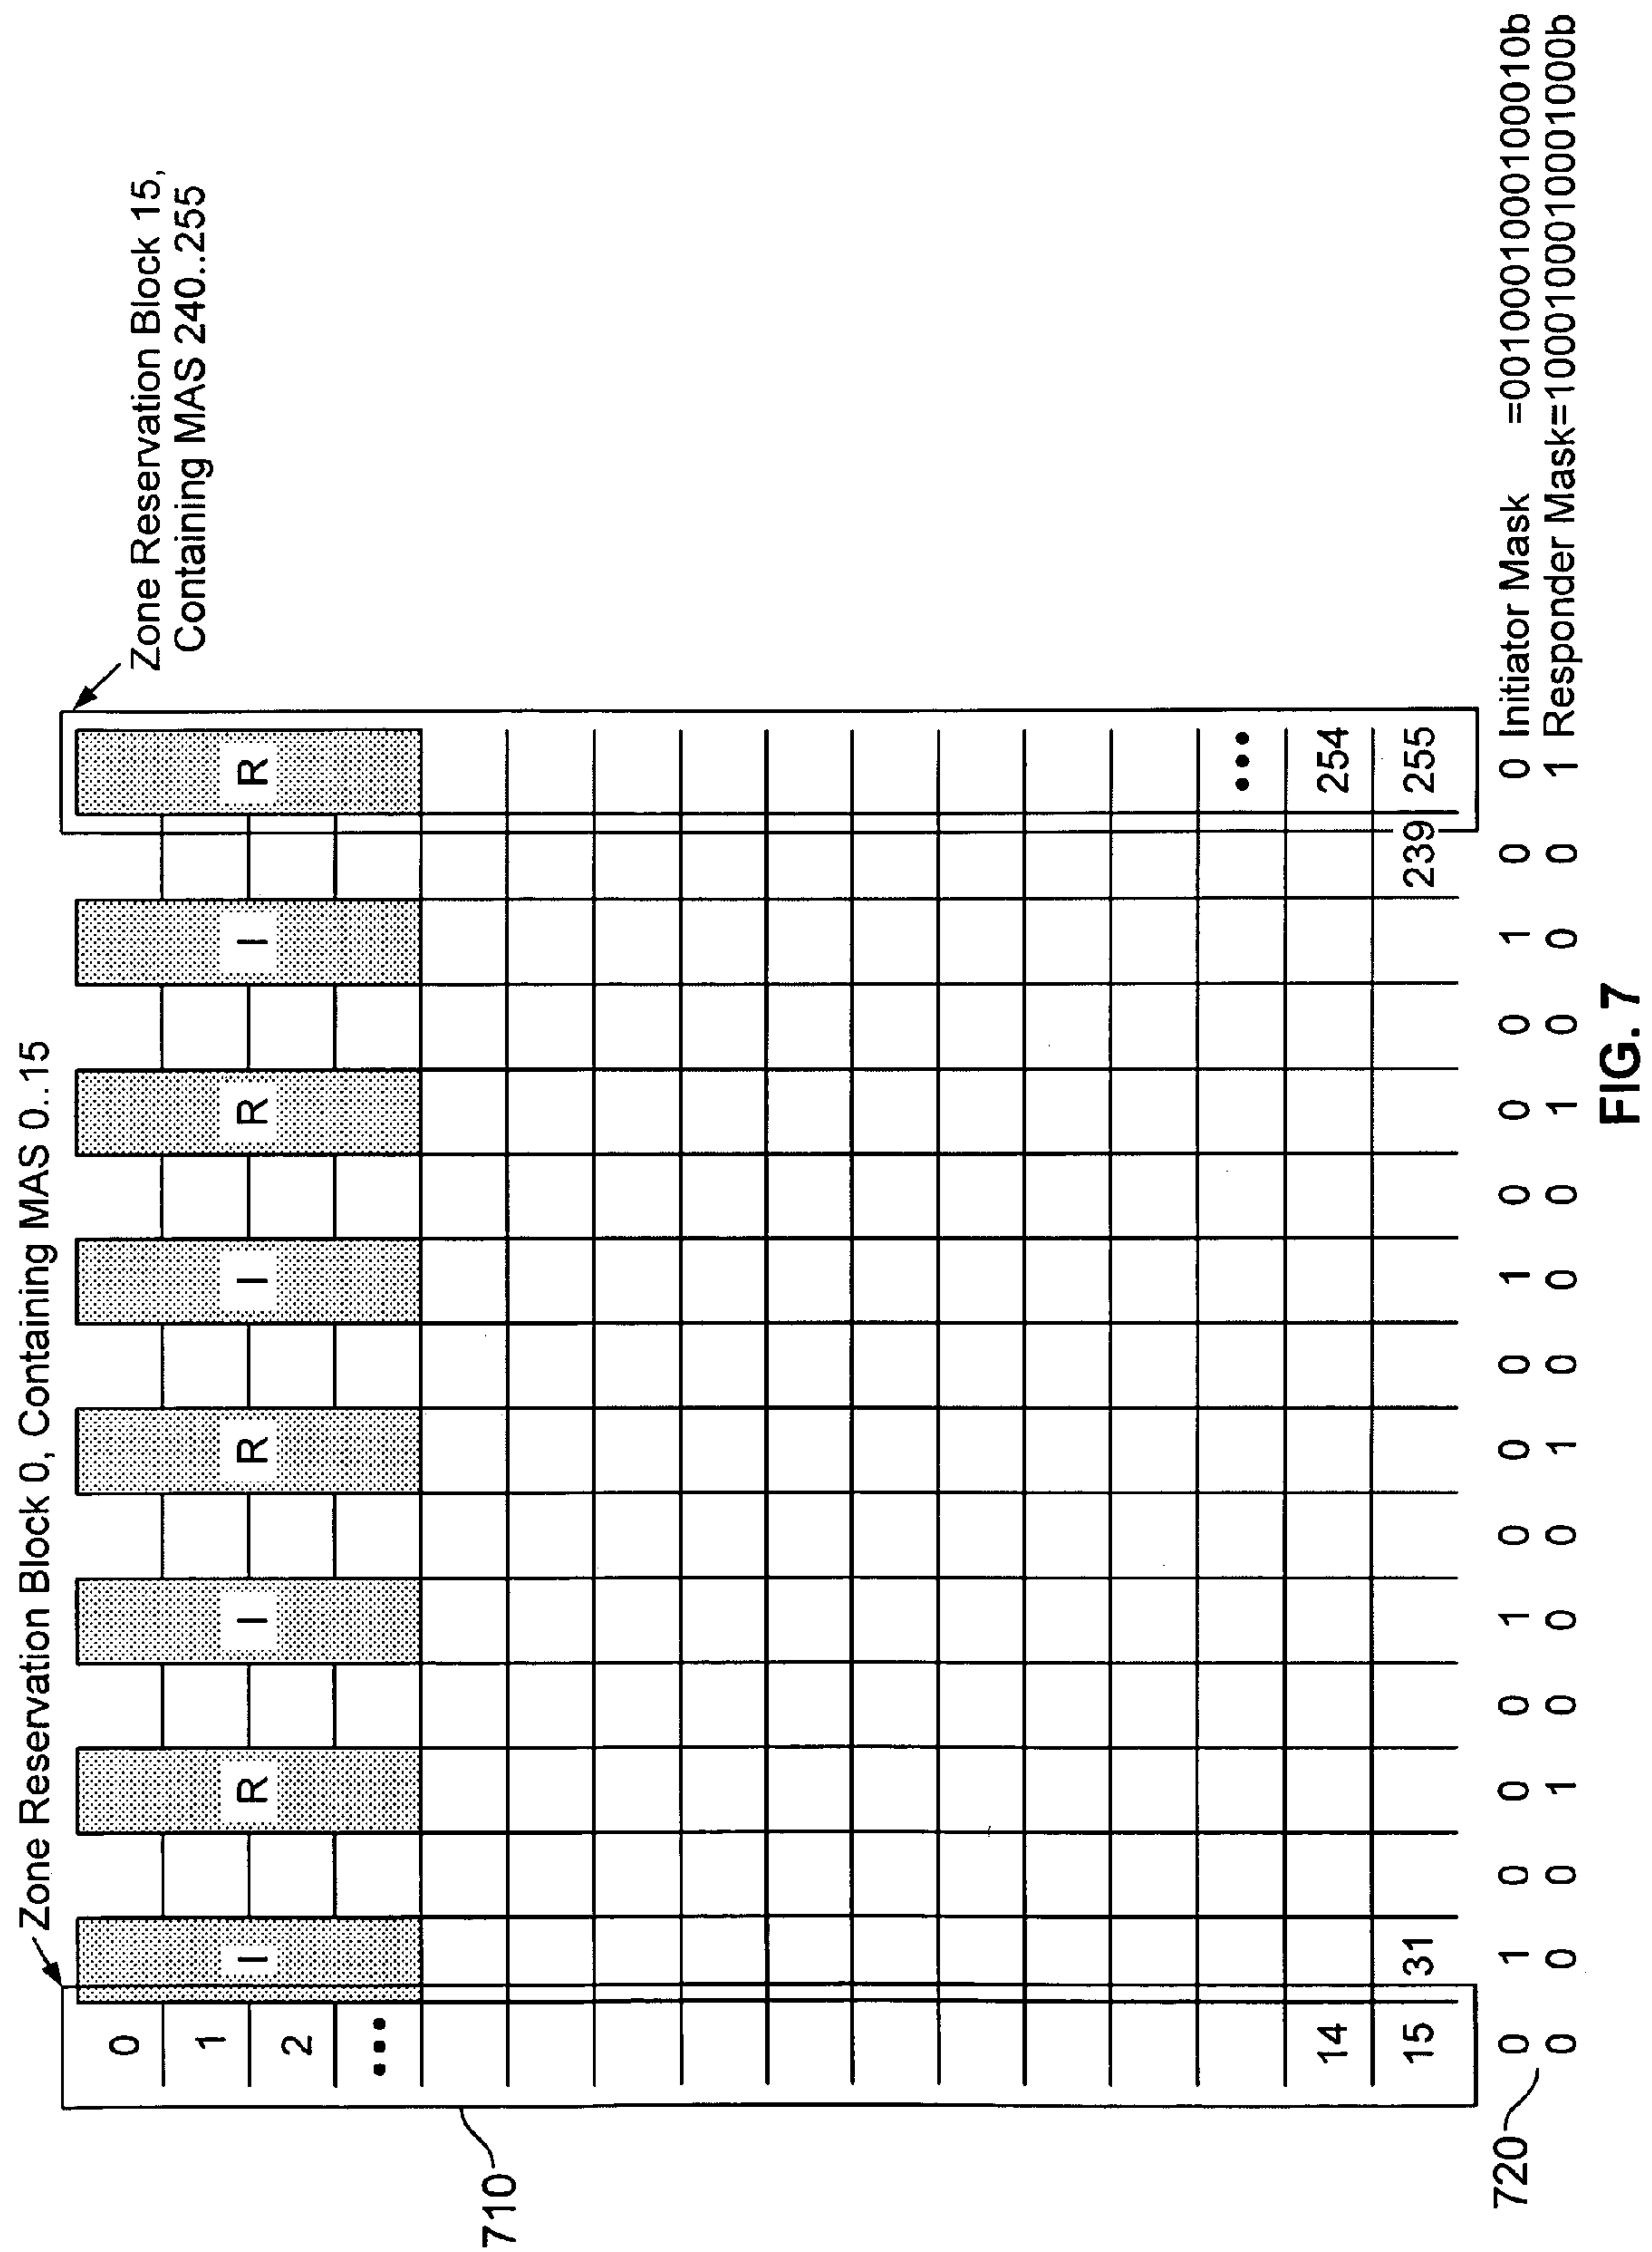 Zone Reservation Block 0, Containing MAS 0..15
Zone Reservation Block 15,
Containing MAS 240..255
0
1 I R I R I R I R
2
•••
•••
14 254
15 31 239 255
710
720
0 1 0 0 0 1 0 0 0 1 0 0 0 1 0 0 Initiator Mask =0010001000100010b
0 0 0 1 0 0 0 1 0 0 0 1 0 0 0 1 Responder Mask=1000100010001000b
FIG. 7